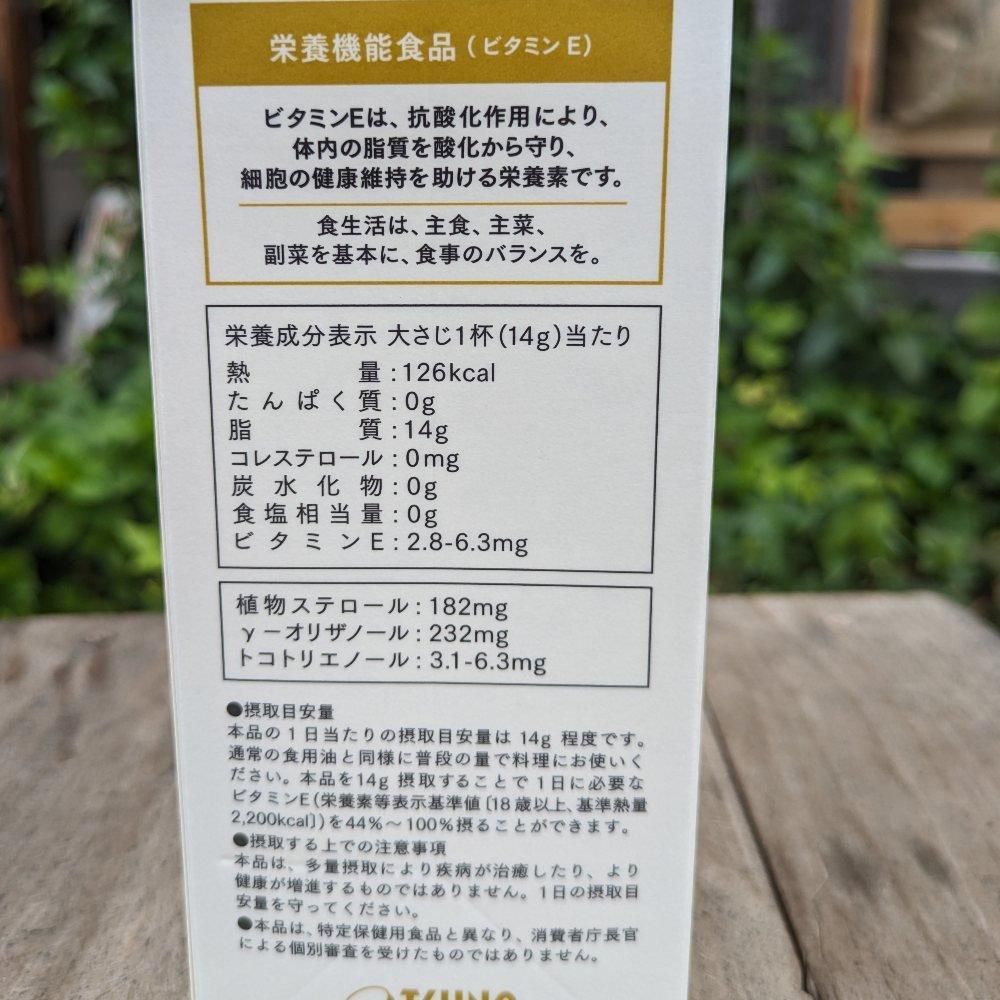 栄養機能食品(ビタミンE)
ビタミンEは、抗酸化作用により、
体内の脂質を酸化から守り、
細胞の健康維持を助ける栄養素です。
食生活は、主食、主菜、
副菜を基本に、食事のバランスを。
栄養成分表示 大さじ1杯(14g)当たり
熱量:126kcal
たんぱく質:0g
脂質:14g
コレステロール:0mg
炭水化物:0g
食塩相当量:0g
ビタミンE:2.8-6.3mg
植物ステロール:182mg
γ-オリザノール:232mg
トコトリエノール:3.1-6.3mg
●摂取目安量
本品の1日当たりの摂取目安量は 14g 程度です。
通常の食用油と同様に普段の量で料理にお使いく
ださい。本品を14g 摂取することで1日に必要な
ビタミンE(栄養素等表示基準値〔18歳以上、基準熱量
2,200kcal〕)を44%〜100%摂ることができます。
●摂取する上での注意事項
本品は、多量摂取により疾病が治癒したり、より
健康が増進するものではありません。1日の摂取目
安量を守ってください。
●本品は、特定保健用食品と異なり、消費者庁長官
による個別審査を受けたものではありません。
TSUNO